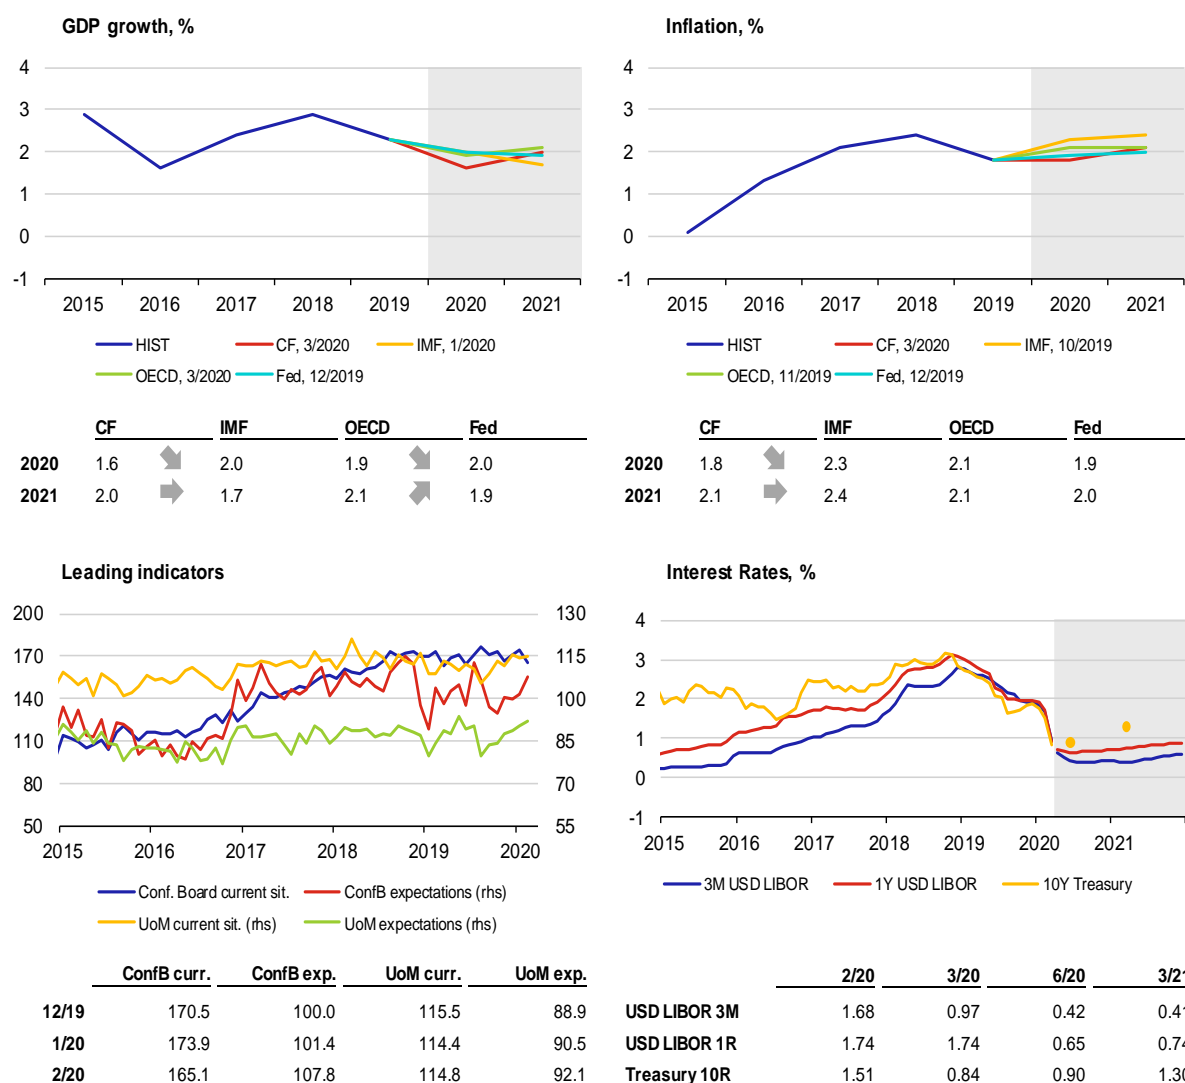 GDP growth, %
4
3
2
1
0
-1
2015 2016 2017 2018 2019 2020 2021
HIST CF, 3/2020 IMF, 1/2020
OECD, 3/2020 Fed, 12/2019
CF IMF OECD Fed
2020 1.6 2.0 1.9 2.0
2021 2.0 1.7 2.1 1.9
Inflation, %
4
3
2
1
0
-1
2015 2016 2017 2018 2019 2020 2021
HIST CF, 3/2020 IMF, 10/2019
OECD, 11/2019 Fed, 12/2019
CF IMF OECD Fed
2020 1.8 2.3 2.1 1.9
2021 2.1 2.4 2.1 2.0
Leading indicators
200 130
170 115
140 100
110 85
80 70
50 55
2015 2016 2017 2018 2019 2020
Conf. Board current sit. ConfB expectations (rhs)
UoM current sit. (rhs) UoM expectations (rhs)
ConfB curr. ConfB exp. UoM curr. UoM exp.
12/19 170.5 100.0 115.5 88.9
1/20 173.9 101.4 114.4 90.5
2/20 165.1 107.8 114.8 92.1
Interest Rates, %
4
3
2
1
0
-1
2015 2016 2017 2018 2019 2020 2021
3M USD LIBOR 1Y USD LIBOR 10Y Treasury
2/20 3/20 6/20 3/21
USD LIBOR 3M 1.68 0.97 0.42 0.41
USD LIBOR 1R 1.74 1.74 0.65 0.74
Treasury 10R 1.51 0.84 0.90 1.30